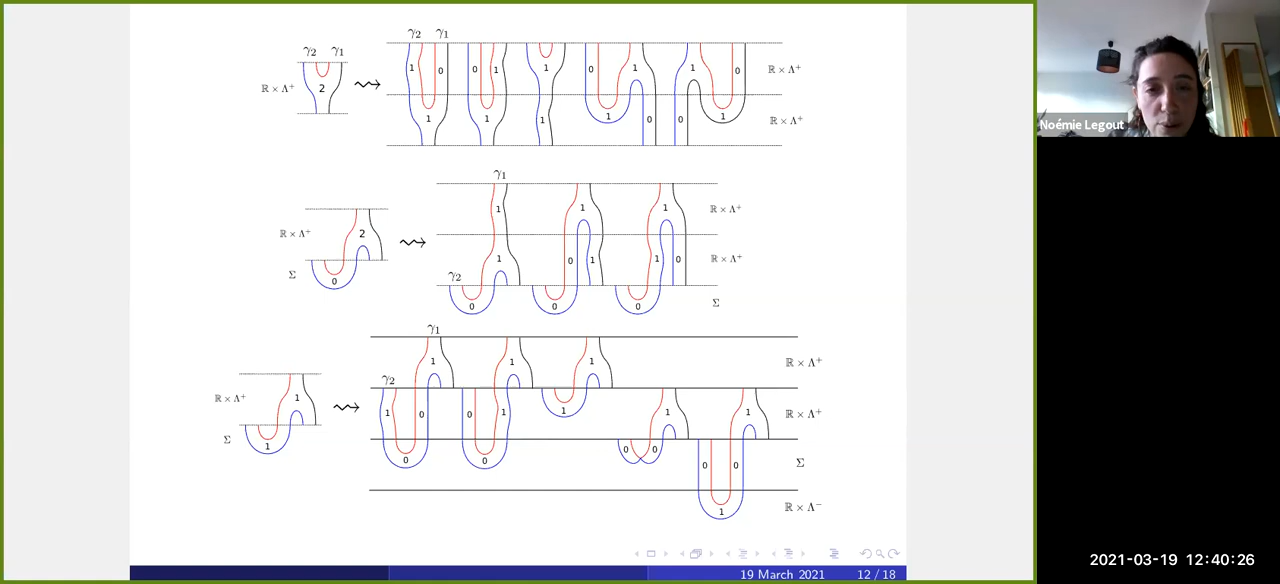 γ₂ γ₁
ℝ × Λ⁺ 2
γ₂ γ₁
1 0 0 1 1 0 1 1 0 ℝ × Λ⁺
1 1 1 1 0 0 1 ℝ × Λ⁺
ℝ × Λ⁺ 2
Σ 0
γ₁
1 1 1 ℝ × Λ⁺
γ₂ 1 0 1 1 0 ℝ × Λ⁺
0 0 0 Σ
ℝ × Λ⁺ 1
Σ 1
γ₁
1 1 1 ℝ × Λ⁺
γ₂
1 0 0 1 1 1 1 ℝ × Λ⁺
0 0 0 0 0 0 Σ
1 ℝ × Λ⁻
19 March 2021 12 / 18
Noémie Legout
2021-03-19 12:40:26